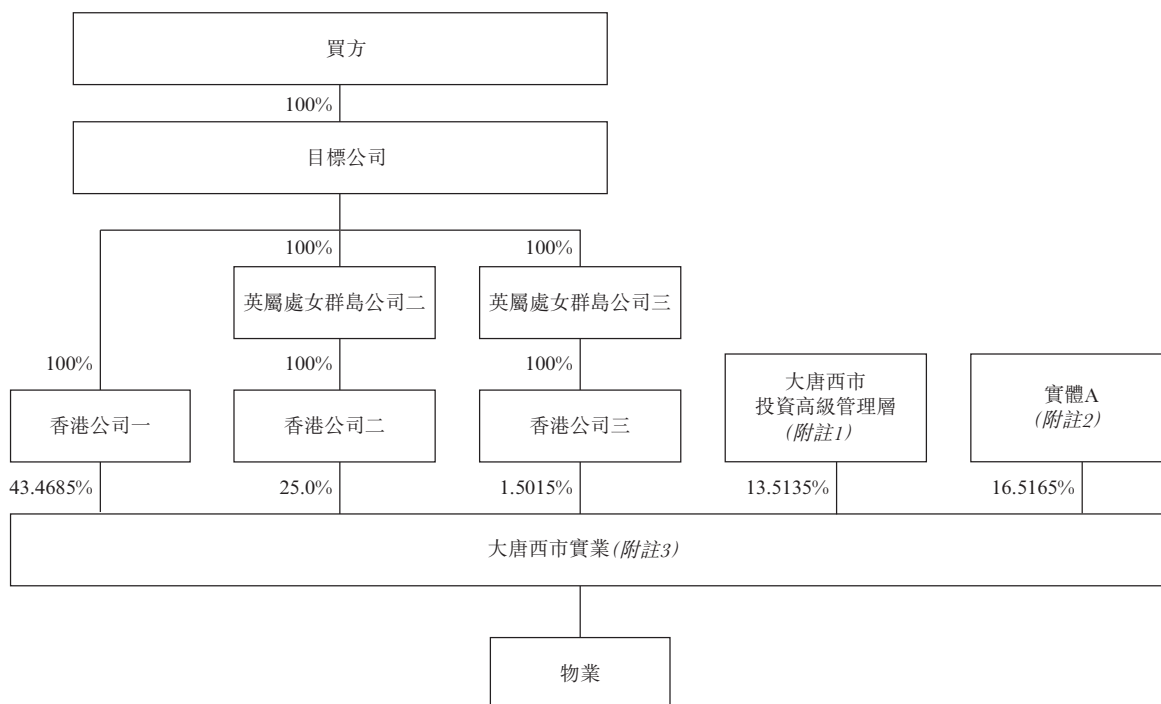 買方
100%
目標公司
100%
100%
英屬處女群島公司二
英屬處女群島公司三
100%
100%
100%
香港公司一
香港公司二
香港公司三
大唐西市
投資高級管理層
(附註1)
實體A
(附註2)
43.4685%
25.0%
1.5015%
13.5135%
16.5165%
大唐西市實業(附註3)
物業